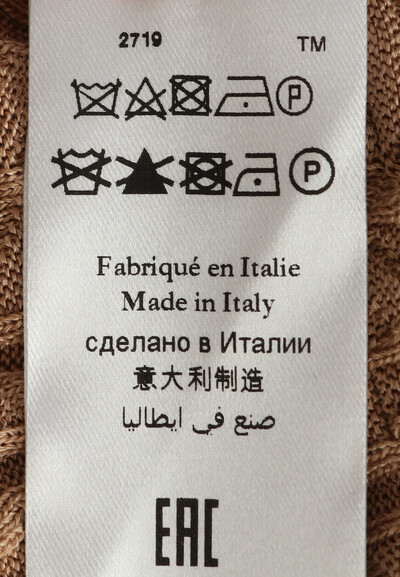 2719 TM
P
P
Fabriqué en Italie
Made in Italy
сделано в Италии
意大利制造
صنع في ايطاليا
EAC